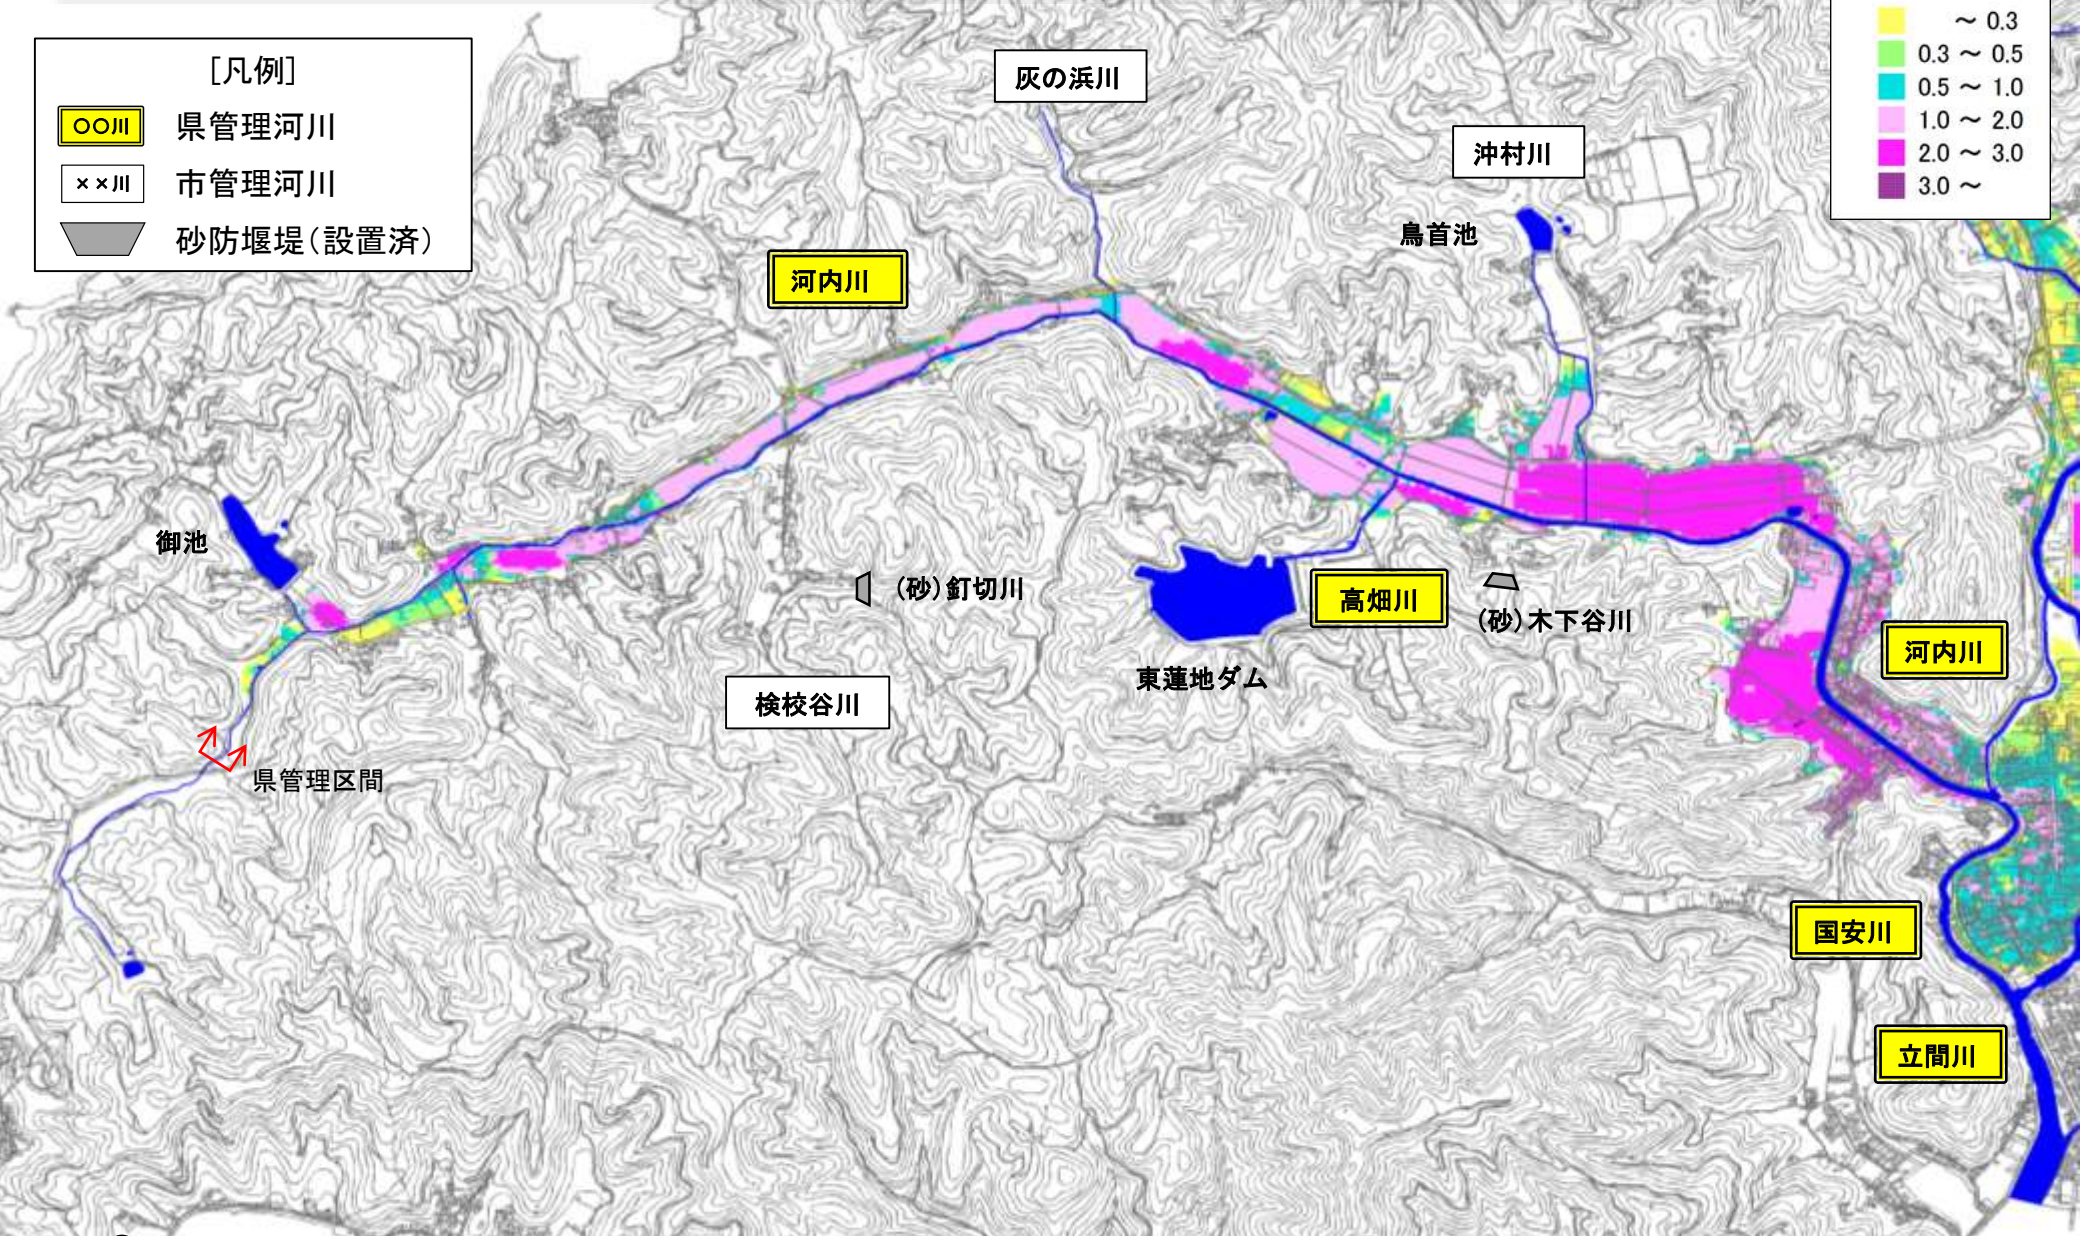 [凡例]
○○川 県管理河川
××川 市管理河川
砂防堰堤(設置済)
～ 0.3
0.3 ～ 0.5
0.5 ～ 1.0
1.0 ～ 2.0
2.0 ～ 3.0
3.0 ～
灰の浜川
沖村川
鳥首池
河内川
御池
(砂)釘切川
高畑川
(砂)木下谷川
河内川
東蓮地ダム
検校谷川
県管理区間
国安川
立間川